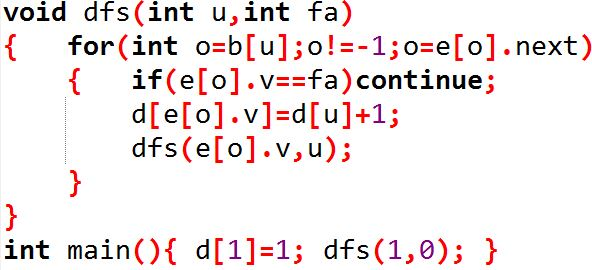 void dfs(int u,int fa)
{   for(int o=b[u];o!=-1;o=e[o].next)
    {   if(e[o].v==fa)continue;
        d[e[o].v]=d[u]+1;
        dfs(e[o].v,u);
    }
}
int main(){ d[1]=1; dfs(1,0); }